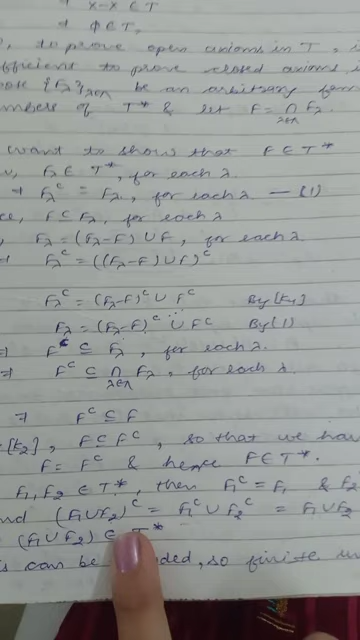 ⇒ X-X ∈ T
⇒ ϕ ∈ T,
to prove open axioms in T,
fficient to prove closed axioms
{Fλ}λ∈Λ be an arbitrary fam
mbers of T* & let F = ∩λ∈Λ Fλ
want to show that F ∈ T*
Fλ ∈ T*, for each λ
⇒ Fλᶜ = Fλ, for each λ — (1)
ce, F ⊂ Fλ, for each λ
Fλ = (Fλ-F) ∪ F, for each λ
⇒ Fλᶜ = ((Fλ-F) ∪ F)ᶜ
Fλᶜ = (Fλ-F)ᶜ ∪ Fᶜ By [K4]
Fλ = (Fλ-F)ᶜ ∪ Fᶜ By (1)
⇒ Fᶜ ⊆ Fλ, for each λ
⇒ Fᶜ ⊆ ∩λ∈Λ Fλ, for each λ
⇒ Fᶜ ⊆ F
[K2], F ⊆ Fᶜ, so that we hav
F = Fᶜ & hence F ∈ T*.
F1, F2 ∈ T*, then F1ᶜ = F1 & F2
nd (F1∪F2)ᶜ = F1ᶜ ∪ F2ᶜ = F1 ∪ F2
(F1∪F2) ∈ T*
is can be ded, so finite un